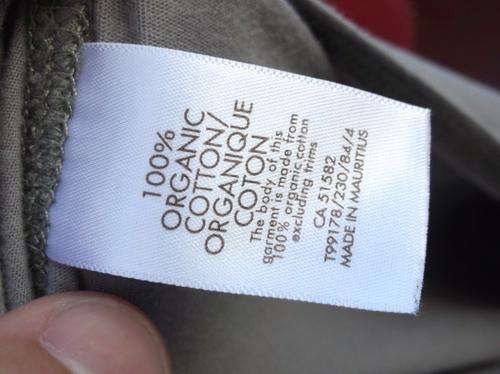 100%
ORGANIC
COTTON/
ORGANIQUE
COTON
The body of this
garment is made from
100% organic cotton
excluding trims
CA 51582
T99178/230/84/4
MADE IN MAURITIUS